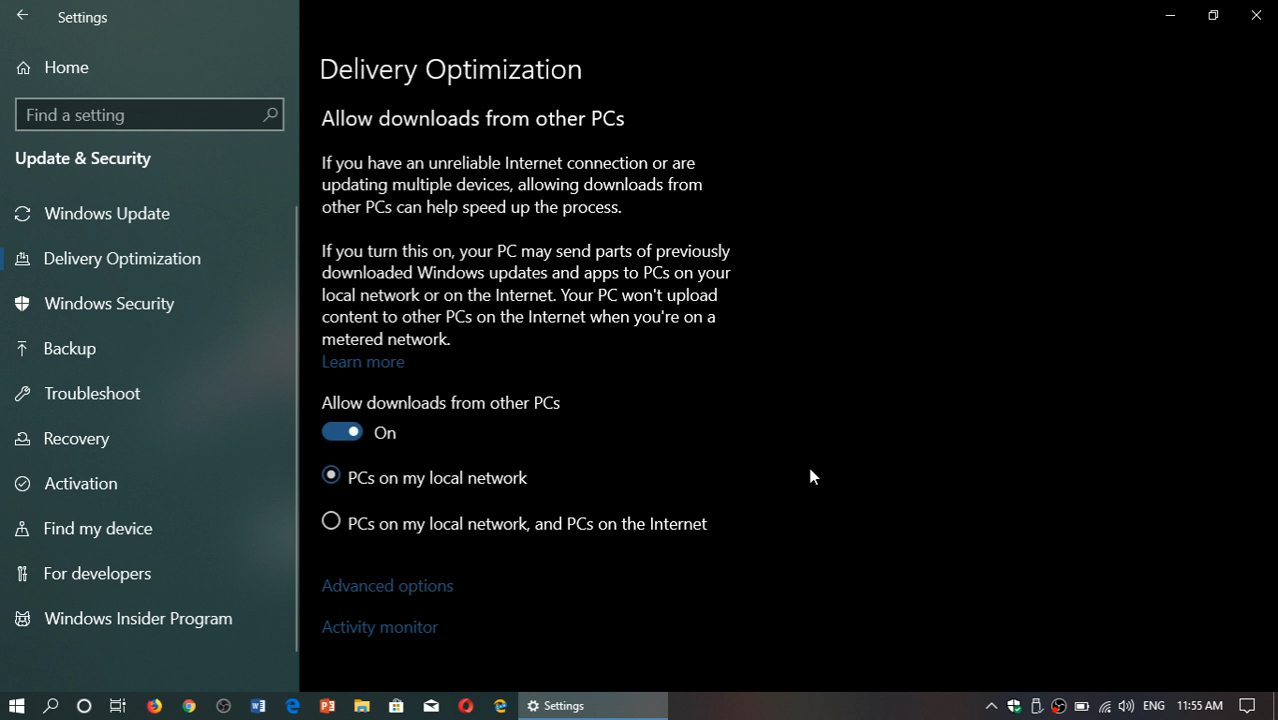 Settings
Home
Find a setting
Update & Security
Windows Update
Delivery Optimization
Windows Security
Backup
Troubleshoot
Recovery
Activation
Find my device
For developers
Windows Insider Program
Delivery Optimization
Allow downloads from other PCs
If you have an unreliable Internet connection or are
updating multiple devices, allowing downloads from
other PCs can help speed up the process.
If you turn this on, your PC may send parts of previously
downloaded Windows updates and apps to PCs on your
local network or on the Internet. Your PC won't upload
content to other PCs on the Internet when you're on a
metered network.
Learn more
Allow downloads from other PCs
On
PCs on my local network
PCs on my local network, and PCs on the Internet
Advanced options
Activity monitor
Settings
ENG
11:55 AM